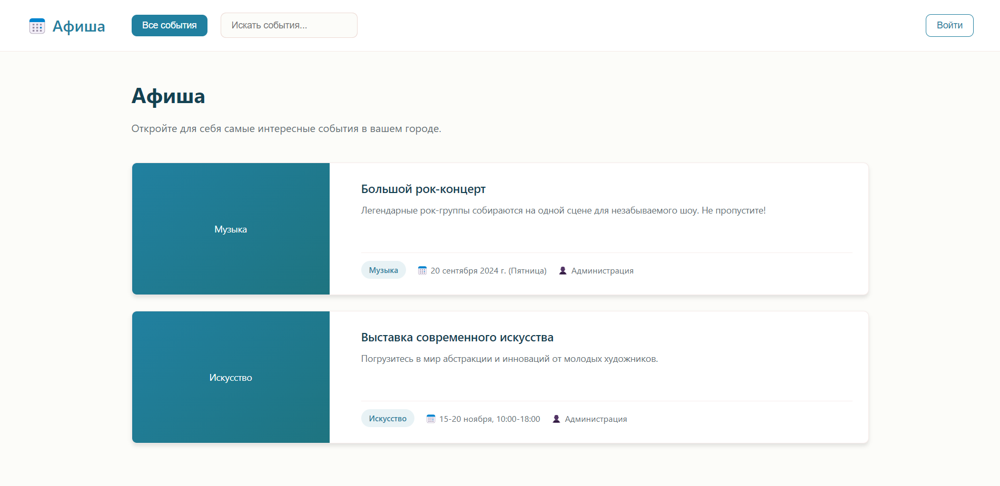 Афиша
Все события
Искать события...
Войти
Афиша
Откройте для себя самые интересные события в вашем городе.
Музыка
Большой рок-концерт
Легендарные рок-группы собираются на одной сцене для незабываемого шоу. Не пропустите!
Музыка 20 сентября 2024 г. (Пятница) Администрация
Искусство
Выставка современного искусства
Погрузитесь в мир абстракции и инноваций от молодых художников.
Искусство 15-20 ноября, 10:00-18:00 Администрация